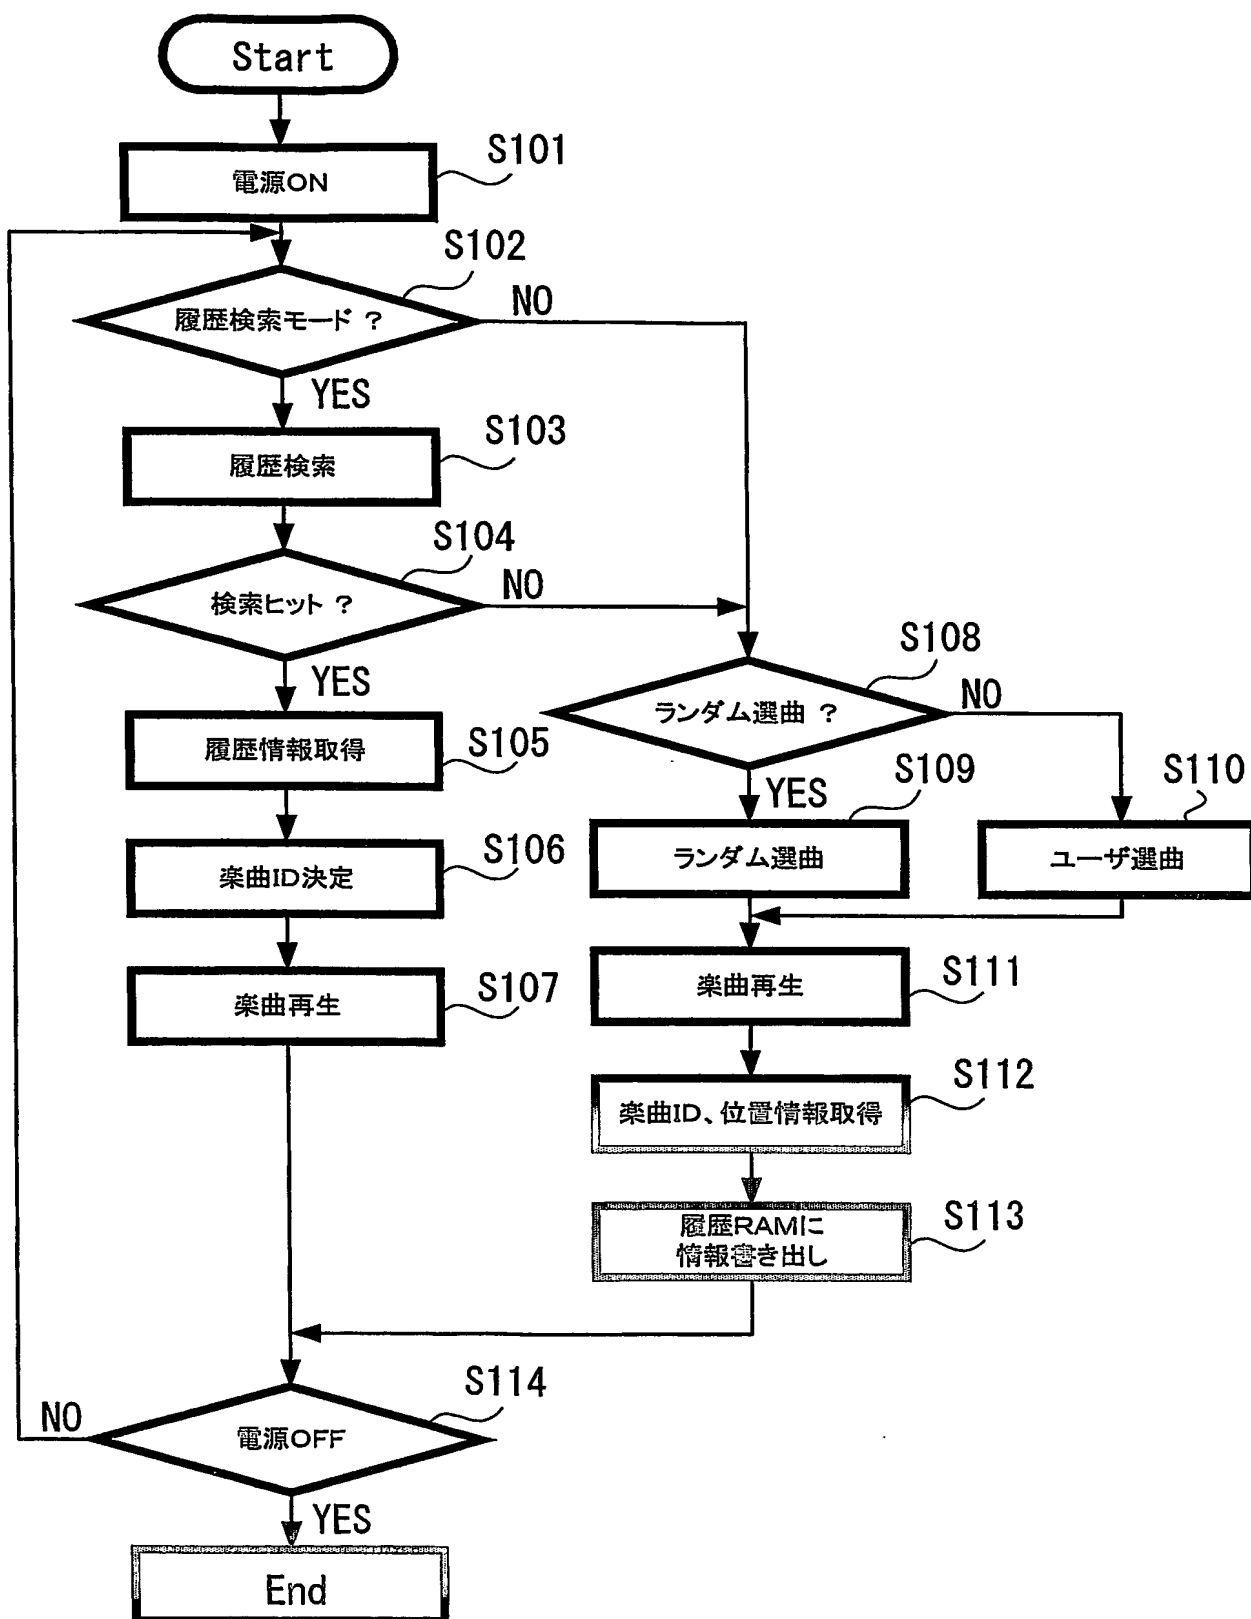 Start
S101
電源ON
S102
履歴検索モード ?
NO
YES
S103
履歴検索
S104
検索ヒット ?
NO
YES
S105
履歴情報取得
S106
楽曲ID決定
S107
楽曲再生
S108
ランダム選曲 ?
NO
YES
S109
ランダム選曲
S110
ユーザ選曲
S111
楽曲再生
S112
楽曲ID、位置情報取得
S113
履歴RAMに
情報書き出し
S114
電源OFF
NO
YES
End